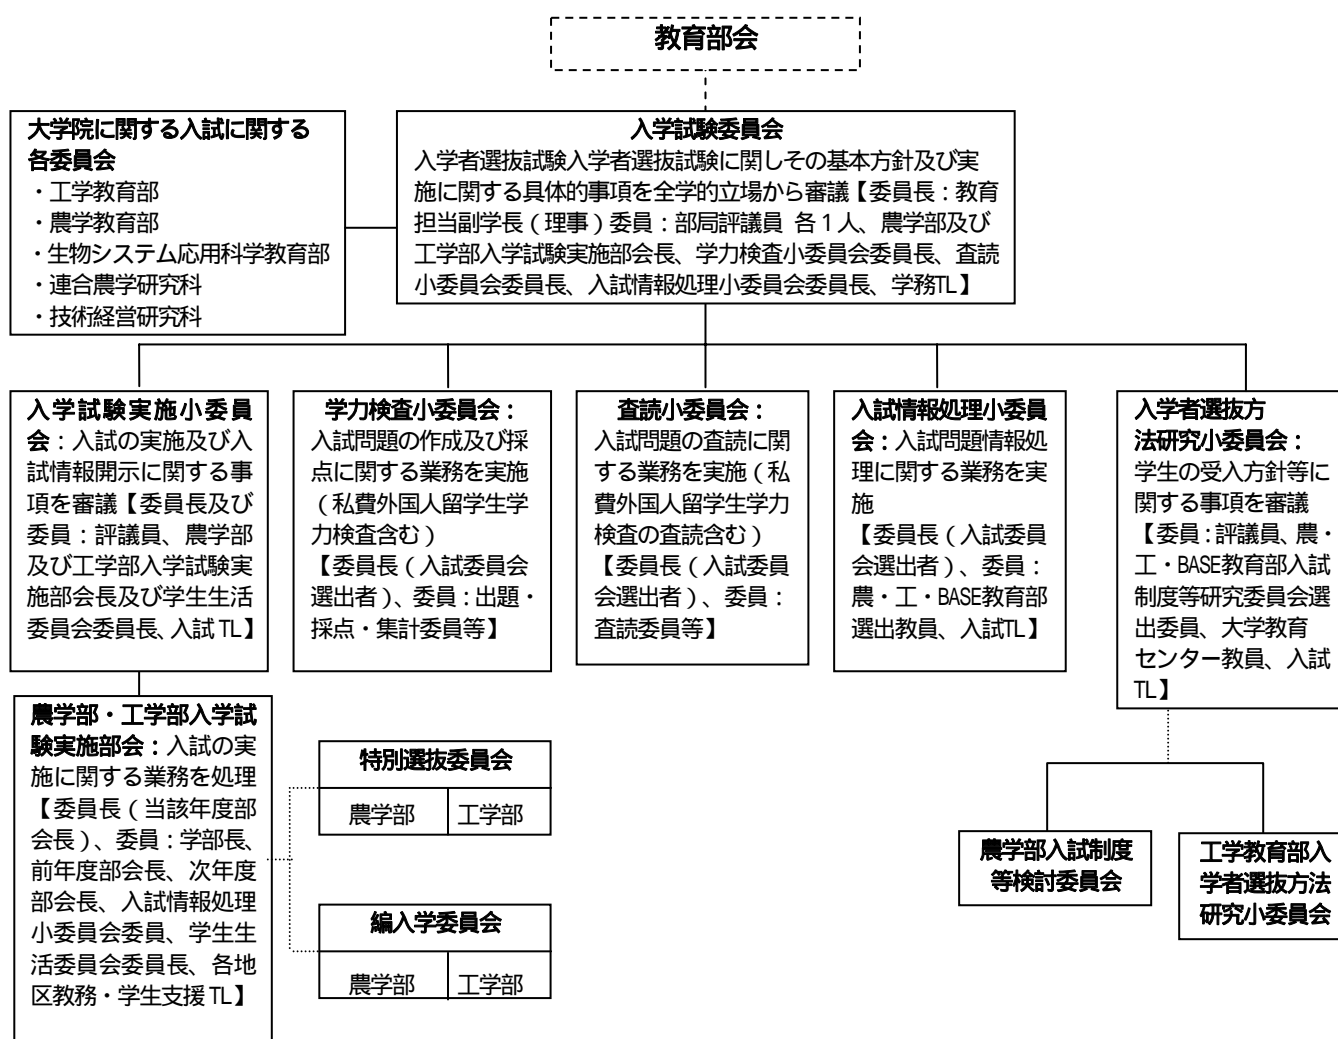 教育部会
大学院に関する入試に関する
各委員会
・工学教育部
・農学教育部
・生物システム応用科学教育部
・連合農学研究科
・技術経営研究科
入学試験委員会
入学者選抜試験入学者選抜試験に関しその基本方針及び実
施に関する具体的事項を全学的立場から審議【委員長：教育
担当副学長（理事）委員：部局評議員 各１人、農学部及び
工学部入学試験実施部会長、学力検査小委員会委員長、査読
小委員会委員長、入試情報処理小委員会委員長、学務TL】
入学試験実施小委員
会：入試の実施及び入
試情報開示に関する事
項を審議【委員長及び
委員：評議員、農学部
及び工学部入学試験実
施部会長及び学生生活
委員会委員長、入試 TL】
学力検査小委員会：
入試問題の作成及び採
点に関する業務を実施
（私費外国人留学生学
力検査含む）
【委員長（入試委員会
選出者）、委員：出題・
採点・集計委員等】
査読小委員会：
入試問題の査読に関
する業務を実施（私
費外国人留学生学力
検査の査読含む）
【委員長（入試委員
会選出者）、委員：
査読委員等】
入試情報処理小委員
会：入試問題情報処
理に関する業務を実
施
【委員長（入試委員
会選出者）、委員：
農・工・BASE教育部
選出教員、入試TL】
入学者選抜方
法研究小委員会：
学生の受入方針等に
関する事項を審議
【委員：評議員、農・
工・BASE教育部入試
制度等研究委員会選
出委員、大学教育
センター教員、入試
TL】
農学部・工学部入学試
験実施部会：入試の実
施に関する業務を処理
【委員長（当該年度部
会長）、委員：学部長、
前年度部会長、次年度
部会長、入試情報処理
小委員会委員、学生生
活委員会委員長、各地
区教務・学生支援 TL】
特別選抜委員会
農学部 工学部
編入学委員会
農学部 工学部
農学部入試制度
等検討委員会
工学教育部入
学者選抜方法
研究小委員会